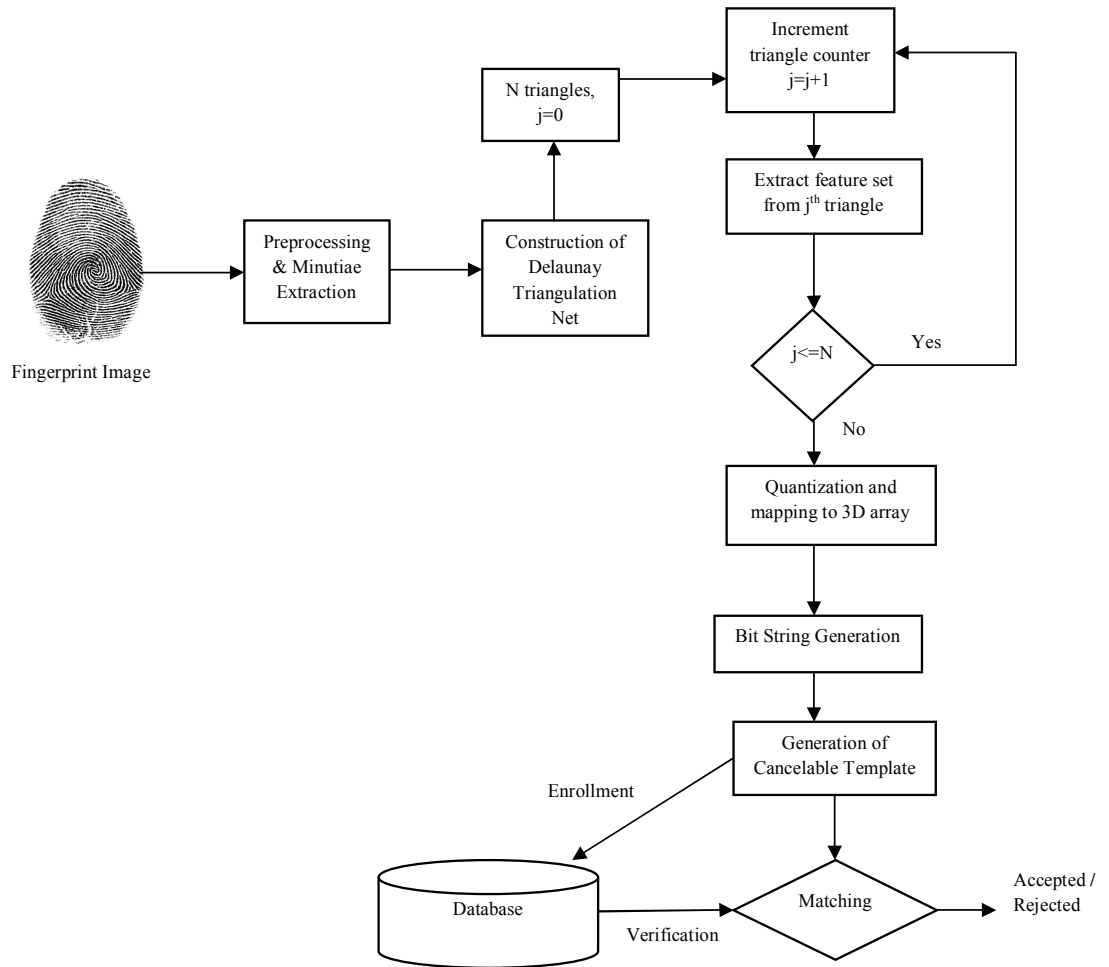 Fingerprint Image
Preprocessing
& Minutiae
Extraction
Construction of
Delaunay
Triangulation
Net
N triangles,
j=0
Increment
triangle counter
j=j+1
Extract feature set
from jth triangle
j<=N
Yes
No
Quantization and
mapping to 3D array
Bit String Generation
Generation of
Cancelable Template
Enrollment
Database
Verification
Matching
Accepted /
Rejected